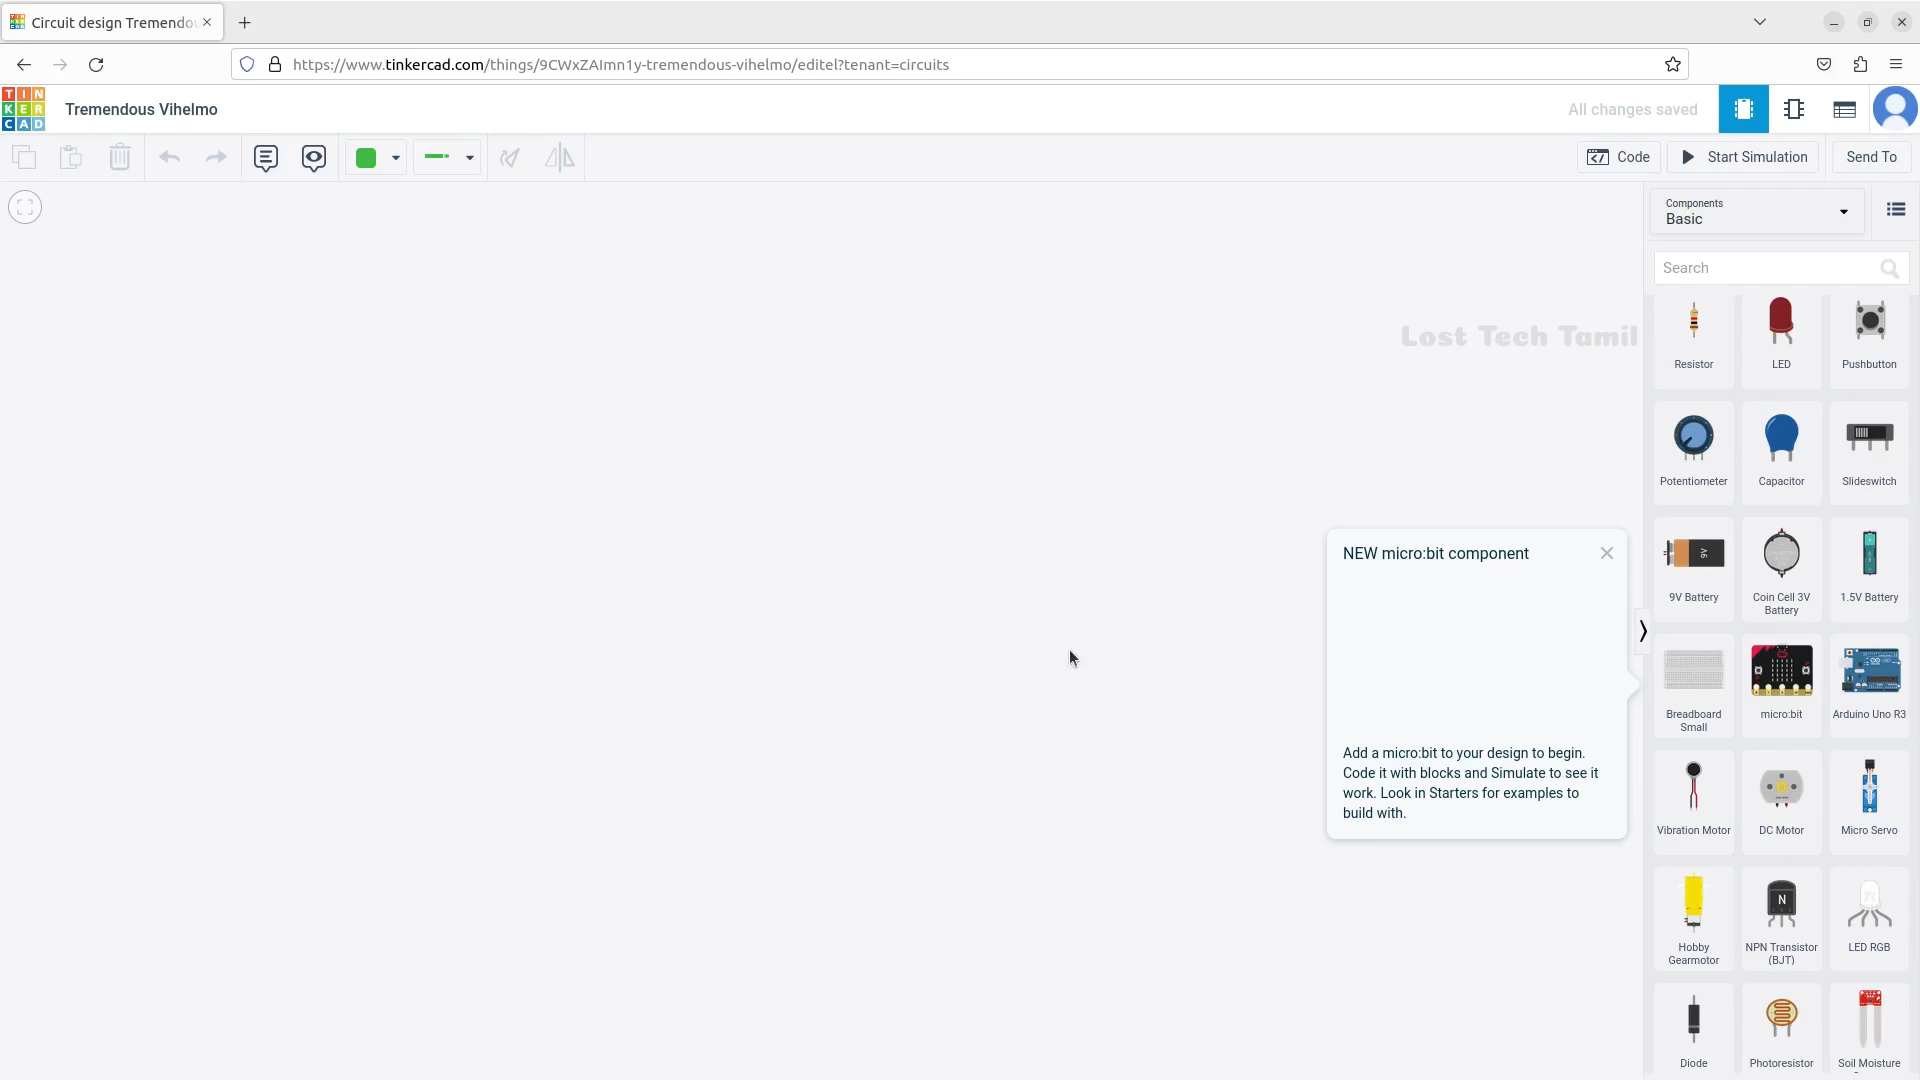 Circuit design Tremendou
https://www.tinkercad.com/things/9CWxZAImn1y-tremendous-vihelmo/editel?tenant=circuits
TIN
KER
CAD
Tremendous Vihelmo
All changes saved
Code
Start Simulation
Send To
Components
Basic
Search
Lost Tech Tamil
Resistor
LED
Pushbutton
Potentiometer
Capacitor
Slideswitch
9V
9V Battery
Coin Cell 3V
Battery
1.5V Battery
NEW micro:bit component
Add a micro:bit to your design to begin.
Code it with blocks and Simulate to see it
work. Look in Starters for examples to
build with.
Breadboard
Small
micro:bit
Arduino Uno R3
Vibration Motor
DC Motor
Micro Servo
N
Hobby
Gearmotor
NPN Transistor
(BJT)
LED RGB
Diode
Photoresistor
Soil Moisture